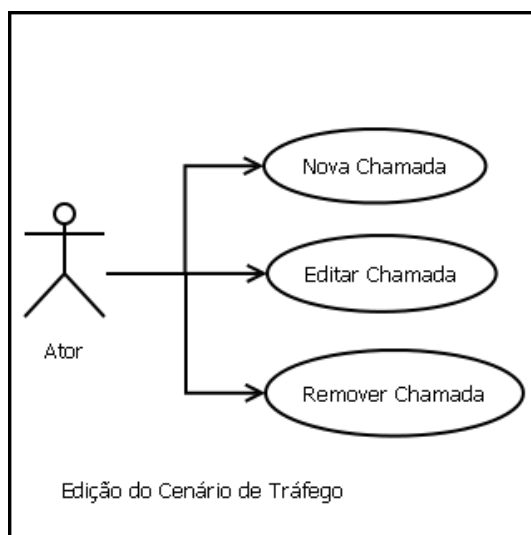 Nova Chamada
Editar Chamada
Ator
Remover Chamada
Edição do Cenário de Tráfego